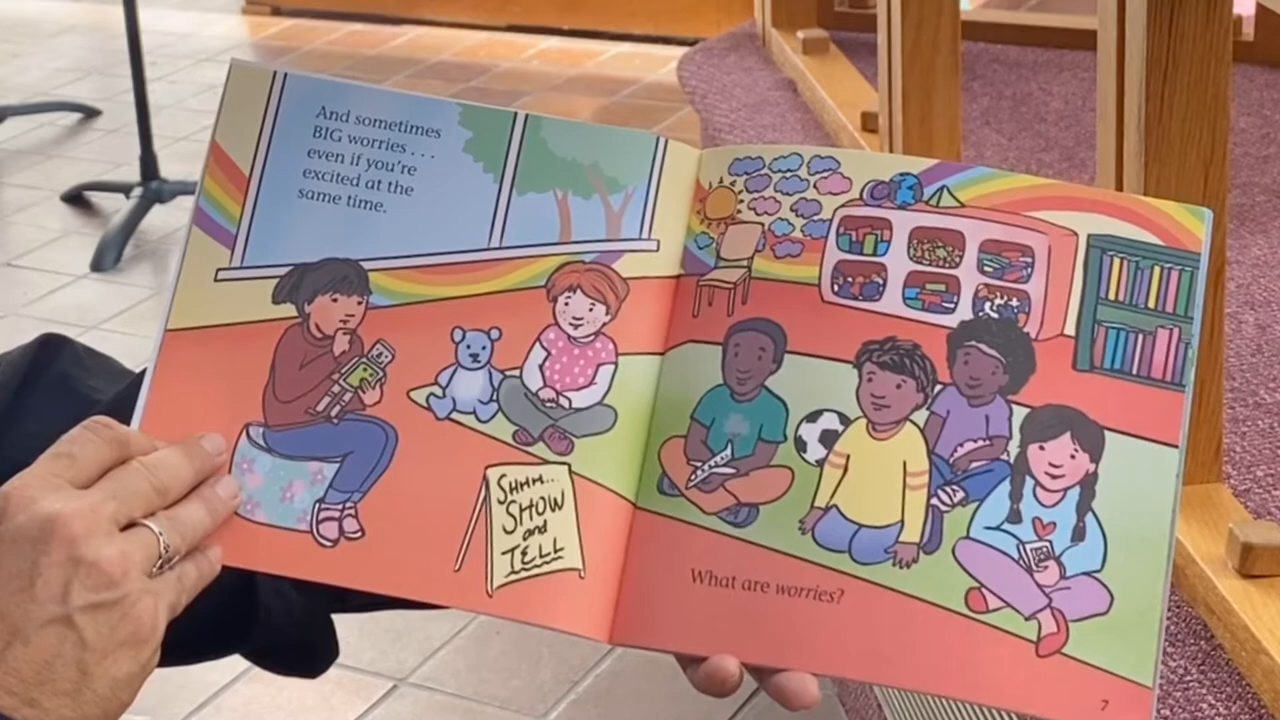 And sometimes
BIG worries . . .
even if you're
excited at the
same time.
SHHH...
SHOW
and
TELL
What are worries?
7